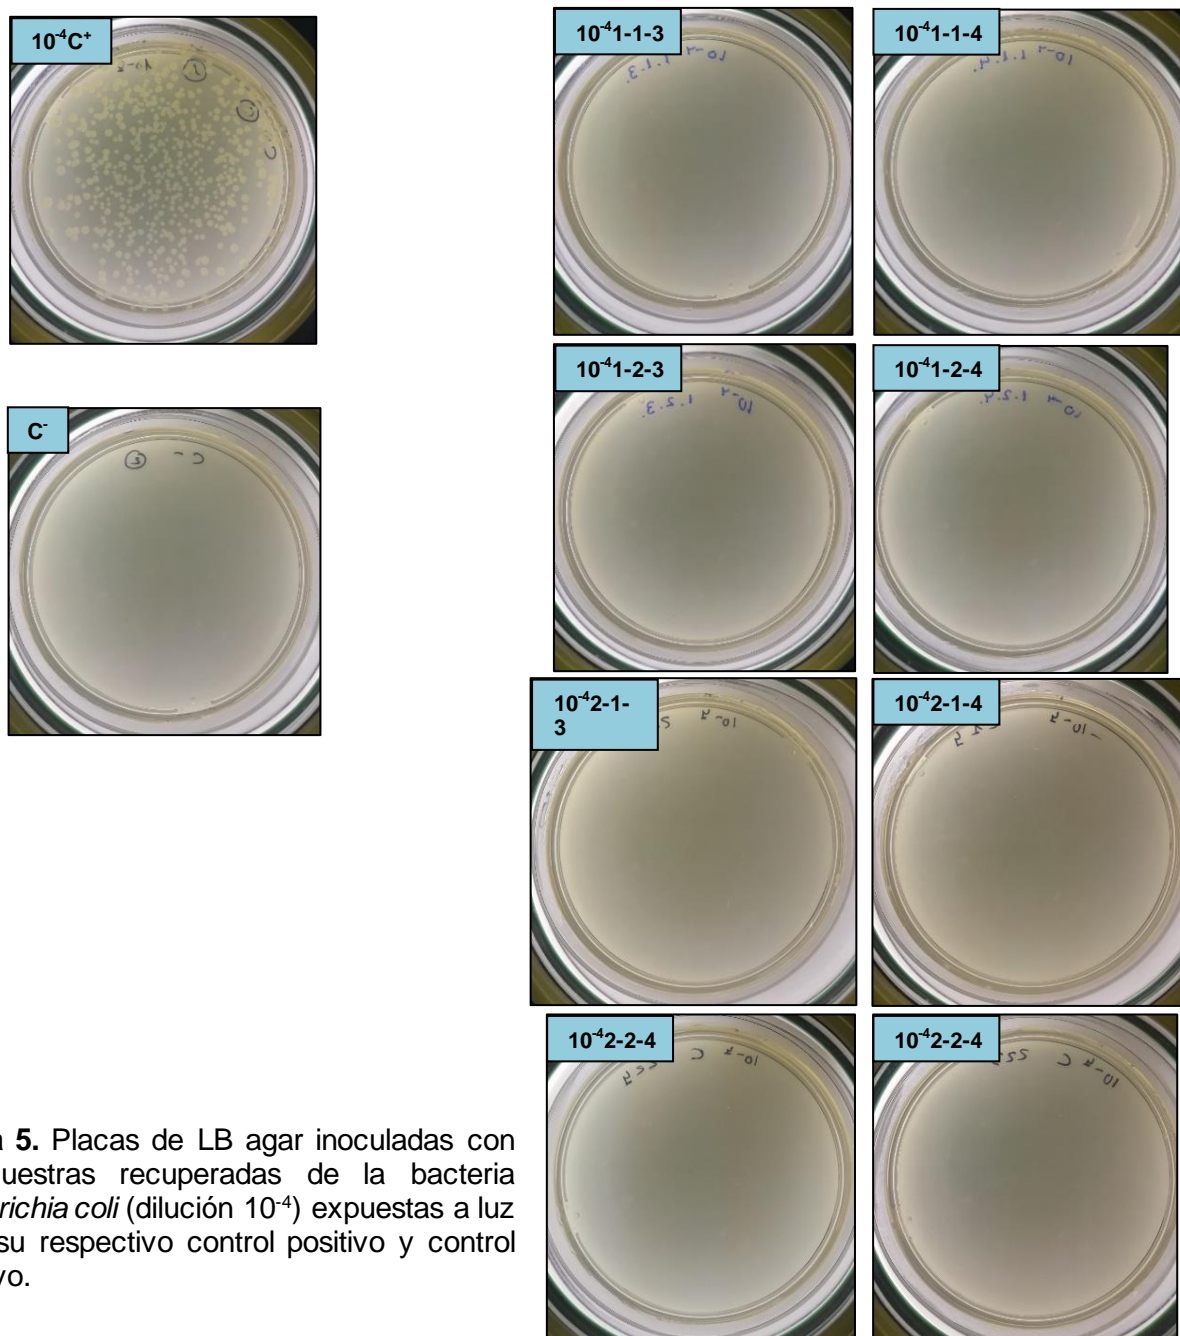 10⁻⁴C⁺
10⁻⁴1-1-3
10⁻⁴1-1-4
10⁻⁴1-2-3
10⁻⁴1-2-4
C⁻
10⁻⁴2-1-
3
10⁻⁴2-1-4
10⁻⁴2-2-4
10⁻⁴2-2-4
5. Placas de LB agar inoculadas con
uestras recuperadas de la bacteria
richia coli (dilución 10⁻⁴) expuestas a luz
su respectivo control positivo y control
vo.